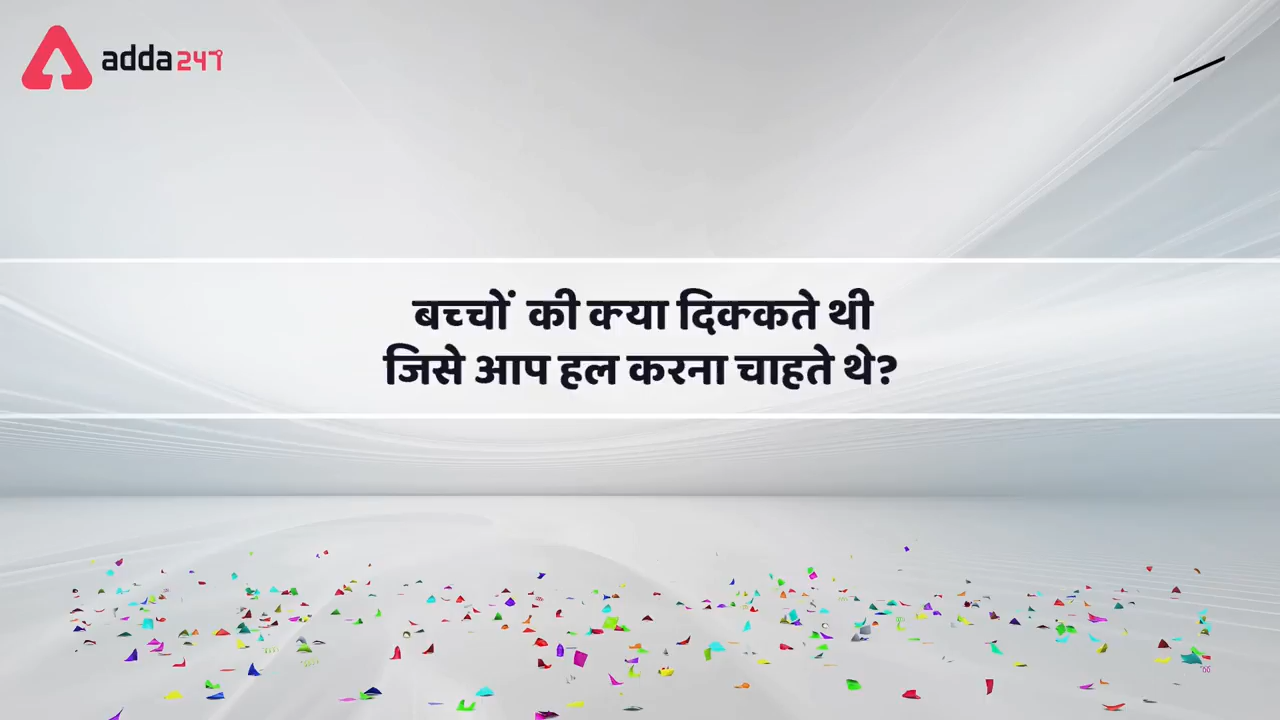 adda247
बच्चों की क्या दिक्कते थी
जिसे आप हल करना चाहते थे?